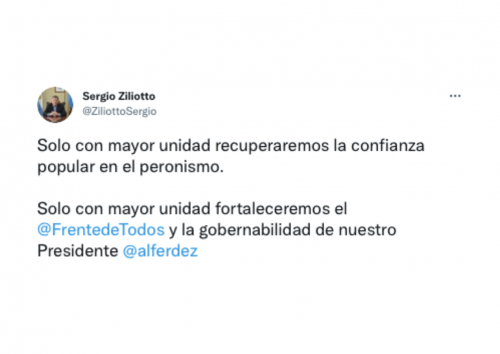 Sergio Ziliotto
@ZiliottoSergio
Solo con mayor unidad recuperaremos la confianza
popular en el peronismo.
Solo con mayor unidad fortaleceremos el
@FrentedeTodos y la gobernabilidad de nuestro
Presidente @alferdez